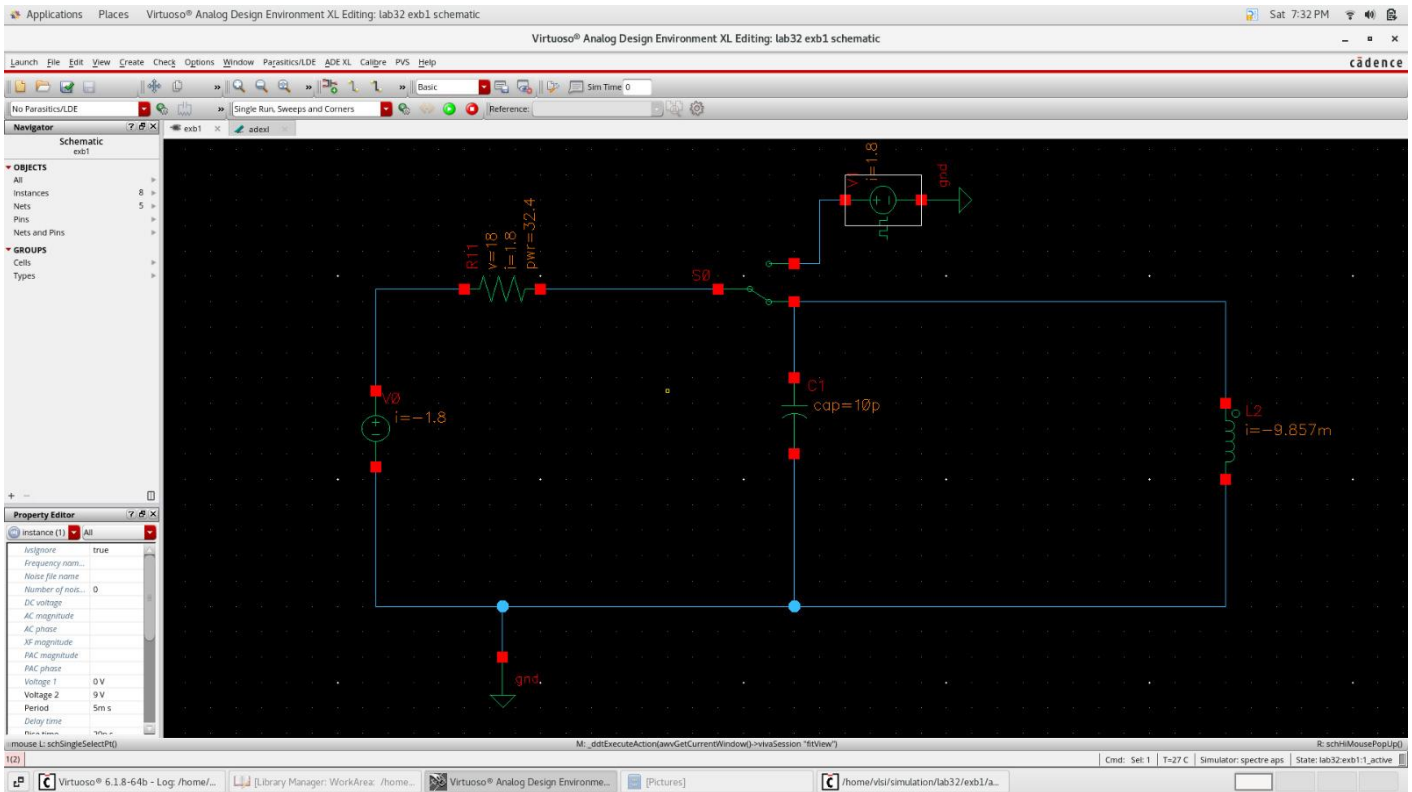 Applications Places Virtuoso® Analog Design Environment XL Editing: lab32 exb1 schematic Sat 7:32 PM
Virtuoso® Analog Design Environment XL Editing: lab32 exb1 schematic
Launch File Edit View Create Check Options Window Parasitics/LDE ADE XL Calibre PVS Help cādence
» » » Basic Sim Time 0
No Parasitics/LDE » Single Run, Sweeps and Corners Reference:
Navigator ? × exb1 × adexl ×
Schematic
exb1
OBJECTS
All
Instances 8
Nets 5
Pins
Nets and Pins
GROUPS
Cells
Types
V1
i=1.8
gnd
R11
v=18
i=1.8
pwr=32.4
S0
V0
i=-1.8
C1
cap=10p
L2
i=-9.857m
gnd
Property Editor ? ×
instance (1) All
lvsIgnore true
Frequency nam...
Noise file name
Number of nois... 0
DC voltage
AC magnitude
AC phase
XF magnitude
PAC magnitude
PAC phase
Voltage 1 0 V
Voltage 2 9 V
Period 5m s
Delay time
mouse L: schSingleSelectPt() M: _ddtExecuteAction(awvGetCurrentWindow()->vivaSession "fitView") R: schHiMousePopUp()
1(2) Cmd: Sel: 1 T=27 C Simulator: spectre aps State: lab32:exb1:1_active
Virtuoso® 6.1.8-64b - Log: /home/... [Library Manager: WorkArea: /home... Virtuoso® Analog Design Environme... [Pictures] /home/vlsi/simulation/lab32/exb1/a...